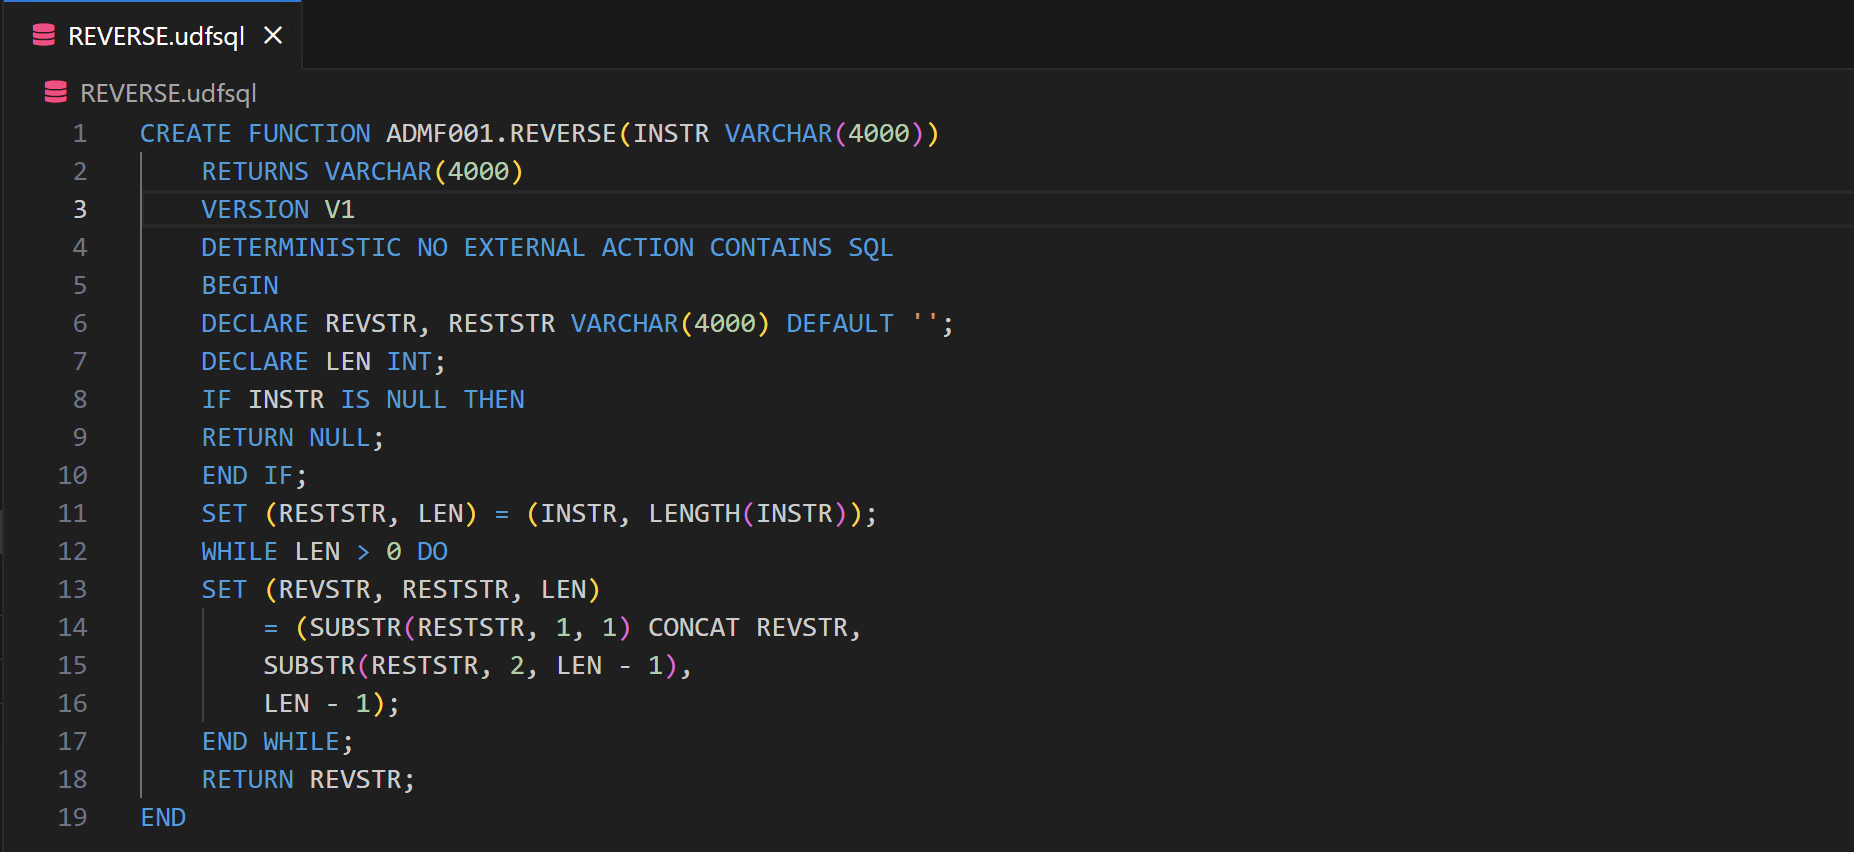 REVERSE.udfsql
REVERSE.udfsql
1 CREATE FUNCTION ADMF001.REVERSE(INSTR VARCHAR(4000))
2 RETURNS VARCHAR(4000)
3 VERSION V1
4 DETERMINISTIC NO EXTERNAL ACTION CONTAINS SQL
5 BEGIN
6 DECLARE REVSTR, RESTSTR VARCHAR(4000) DEFAULT '';
7 DECLARE LEN INT;
8 IF INSTR IS NULL THEN
9 RETURN NULL;
10 END IF;
11 SET (RESTSTR, LEN) = (INSTR, LENGTH(INSTR));
12 WHILE LEN > 0 DO
13 SET (REVSTR, RESTSTR, LEN)
14 = (SUBSTR(RESTSTR, 1, 1) CONCAT REVSTR,
15 SUBSTR(RESTSTR, 2, LEN - 1),
16 LEN - 1);
17 END WHILE;
18 RETURN REVSTR;
19 END